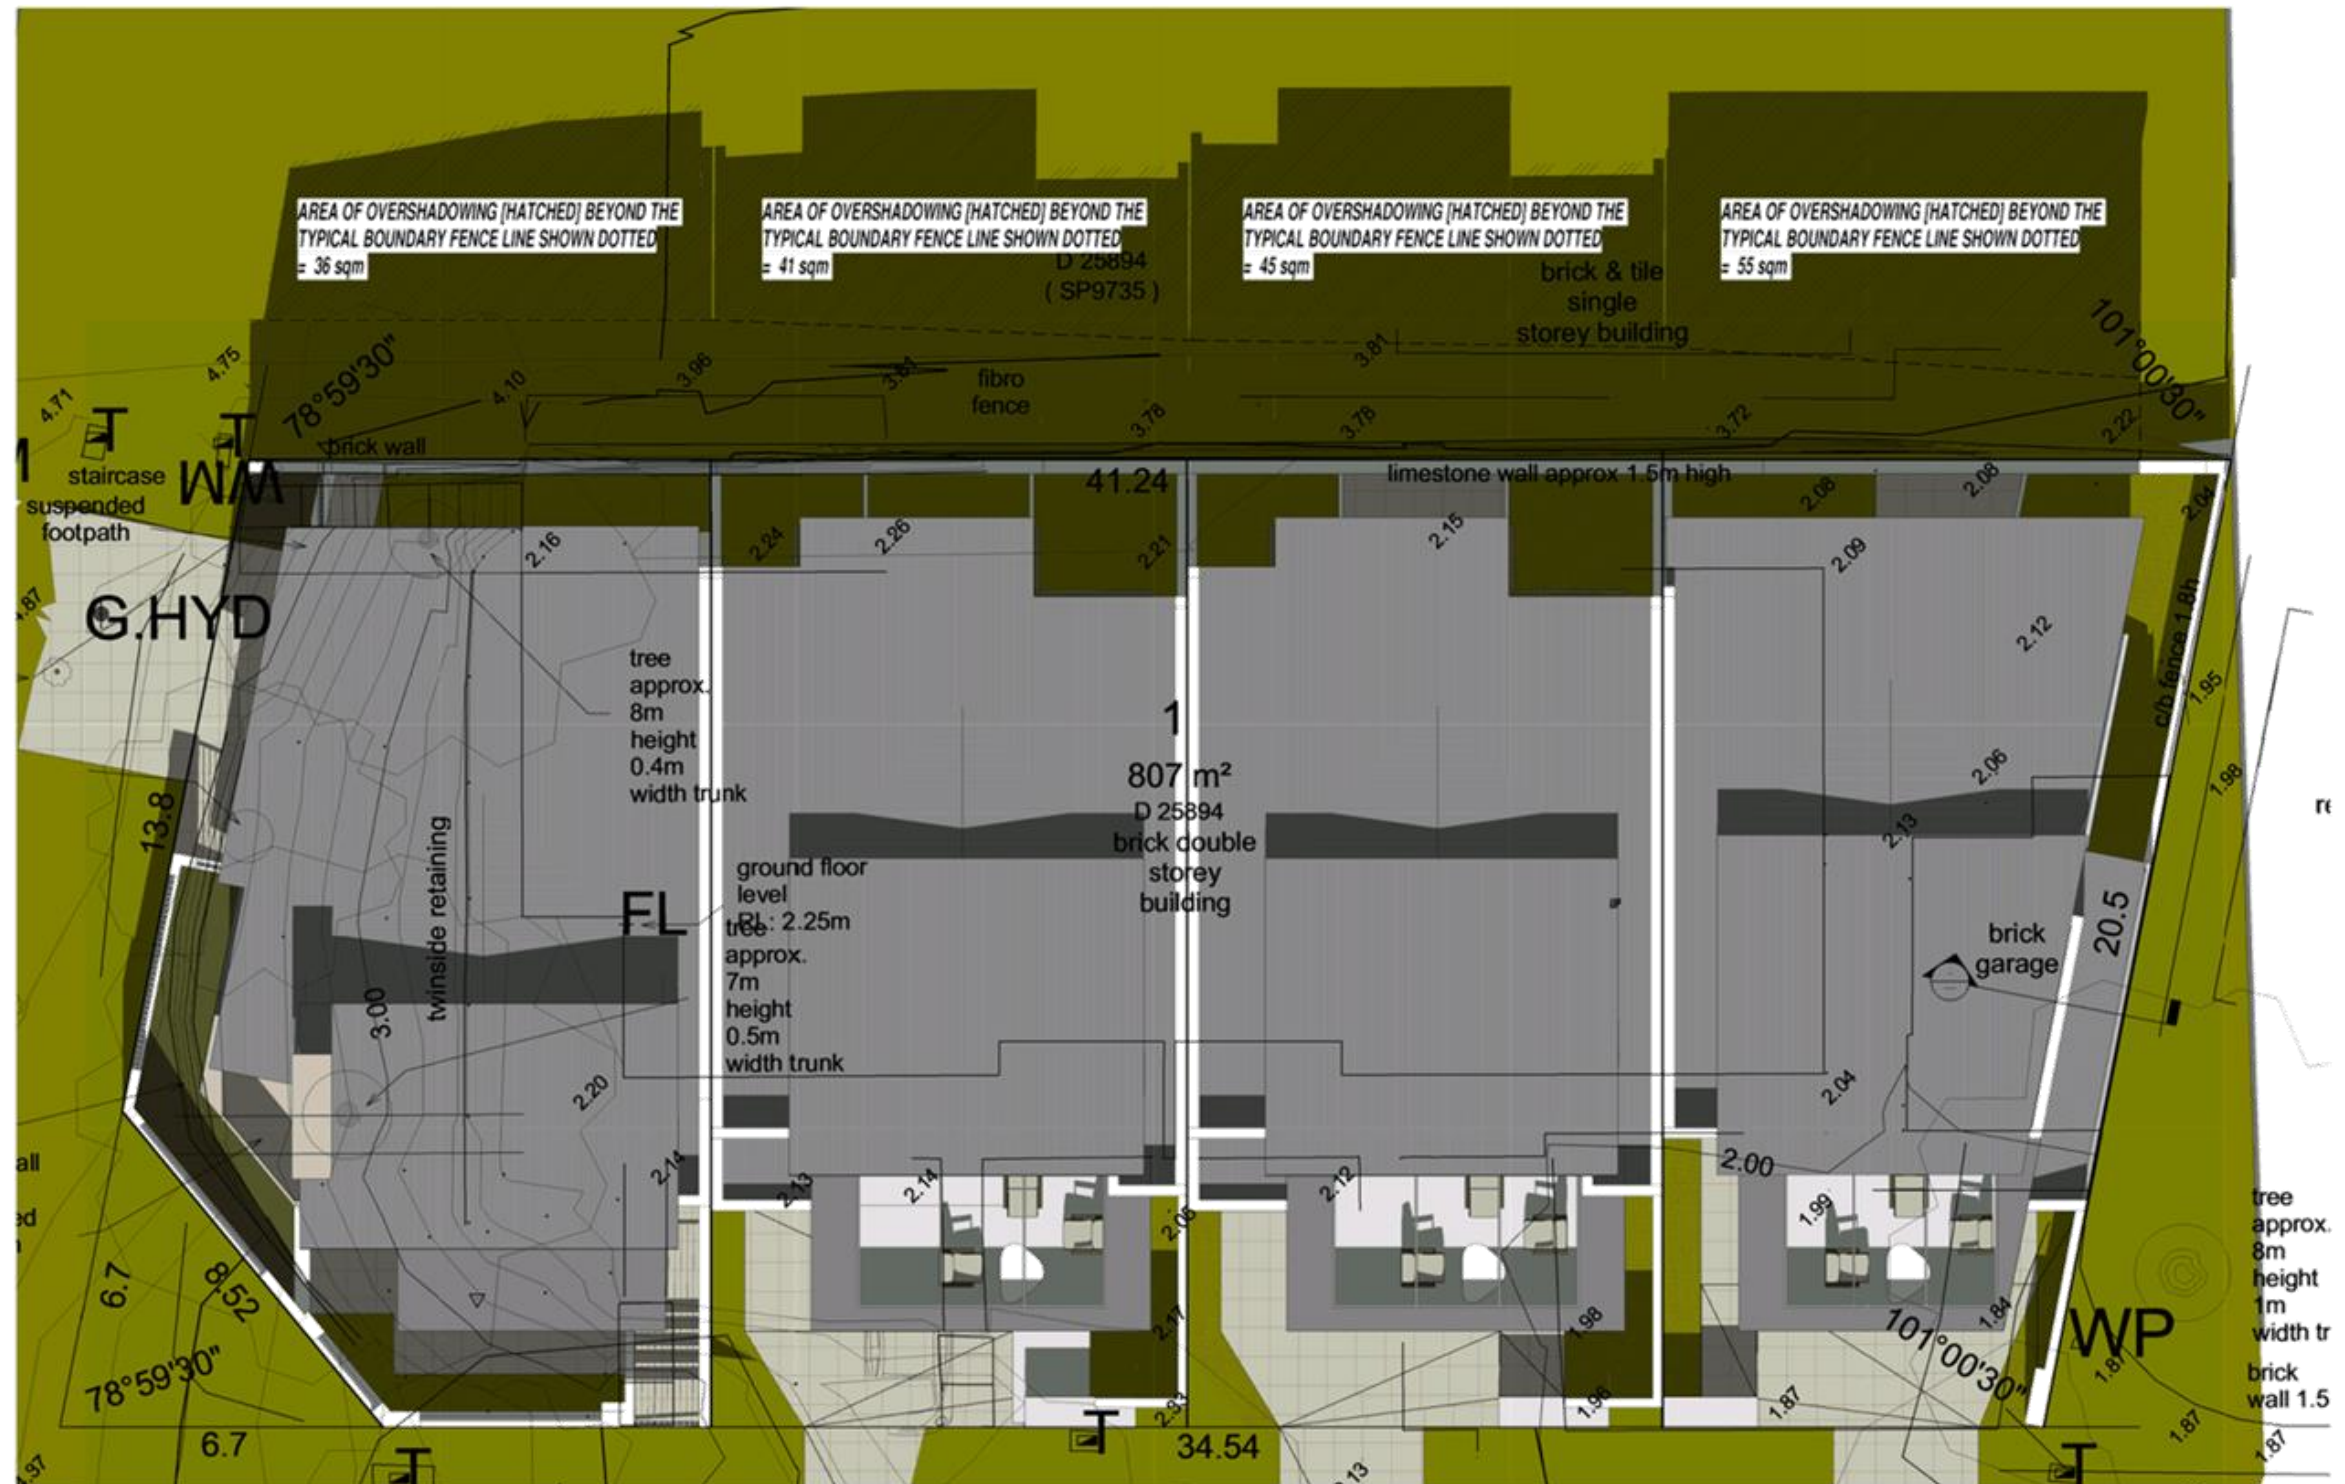 AREA OF OVERSHADOWING [HATCHED] BEYOND THE
TYPICAL BOUNDARY FENCE LINE SHOWN DOTTED
= 36 sqm
AREA OF OVERSHADOWING [HATCHED] BEYOND THE
TYPICAL BOUNDARY FENCE LINE SHOWN DOTTED
= 41 sqm
AREA OF OVERSHADOWING [HATCHED] BEYOND THE
TYPICAL BOUNDARY FENCE LINE SHOWN DOTTED
= 45 sqm
AREA OF OVERSHADOWING [HATCHED] BEYOND THE
TYPICAL BOUNDARY FENCE LINE SHOWN DOTTED
= 55 sqm
D 25894
( SP9735 )
brick & tile
single
storey building
101°00'30"
78°59'30"
4.75
4.71
4.10
3.96
3.81
3.81
fibro
fence
3.78
3.78
3.72
2.22
T
T
brick wall
WM
staircase
suspended
footpath
41.24
limestone wall approx 1.5m high
2.08
2.08
2.04
2.16
2.24
2.26
2.21
2.15
2.09
2.12
G.HYD
c/b fence 1.8h
1.95
1.98
2.06
2.13
tree
approx.
8m
height
0.4m
width trunk
1
807 m²
D 25894
brick double
storey
building
13.8
twinside retaining
FL
ground floor
level
RL: 2.25m
tree
approx.
7m
height
0.5m
width trunk
3.00
2.20
2.14
brick
garage
20.5
2.04
2.00
2.13
2.14
2.12
1.99
2.05
2.17
1.98
1.84
6.7
8.52
78°59'30"
6.7
101°00'30"
WP
tree
approx.
8m
height
1m
width tr
brick
wall 1.5
1.87
1.87
1.87
1.87
1.96
2.33
T
T
T
34.54